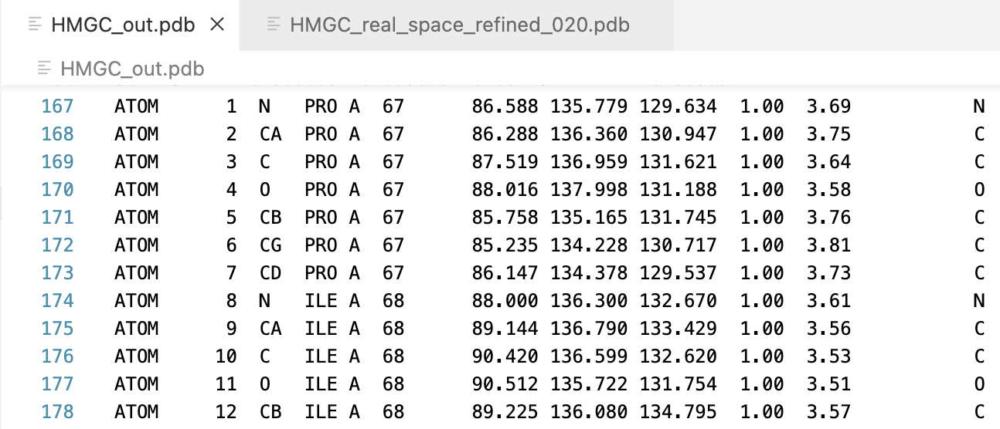 HMGC_out.pdb × HMGC_real_space_refined_020.pdb
HMGC_out.pdb
167 ATOM 1 N PRO A 67 86.588 135.779 129.634 1.00 3.69 N
168 ATOM 2 CA PRO A 67 86.288 136.360 130.947 1.00 3.75 C
169 ATOM 3 C PRO A 67 87.519 136.959 131.621 1.00 3.64 C
170 ATOM 4 O PRO A 67 88.016 137.998 131.188 1.00 3.58 O
171 ATOM 5 CB PRO A 67 85.758 135.165 131.745 1.00 3.76 C
172 ATOM 6 CG PRO A 67 85.235 134.228 130.717 1.00 3.81 C
173 ATOM 7 CD PRO A 67 86.147 134.378 129.537 1.00 3.73 C
174 ATOM 8 N ILE A 68 88.000 136.300 132.670 1.00 3.61 N
175 ATOM 9 CA ILE A 68 89.144 136.790 133.429 1.00 3.56 C
176 ATOM 10 C ILE A 68 90.420 136.599 132.620 1.00 3.53 C
177 ATOM 11 O ILE A 68 90.512 135.722 131.754 1.00 3.51 O
178 ATOM 12 CB ILE A 68 89.225 136.080 134.795 1.00 3.57 C